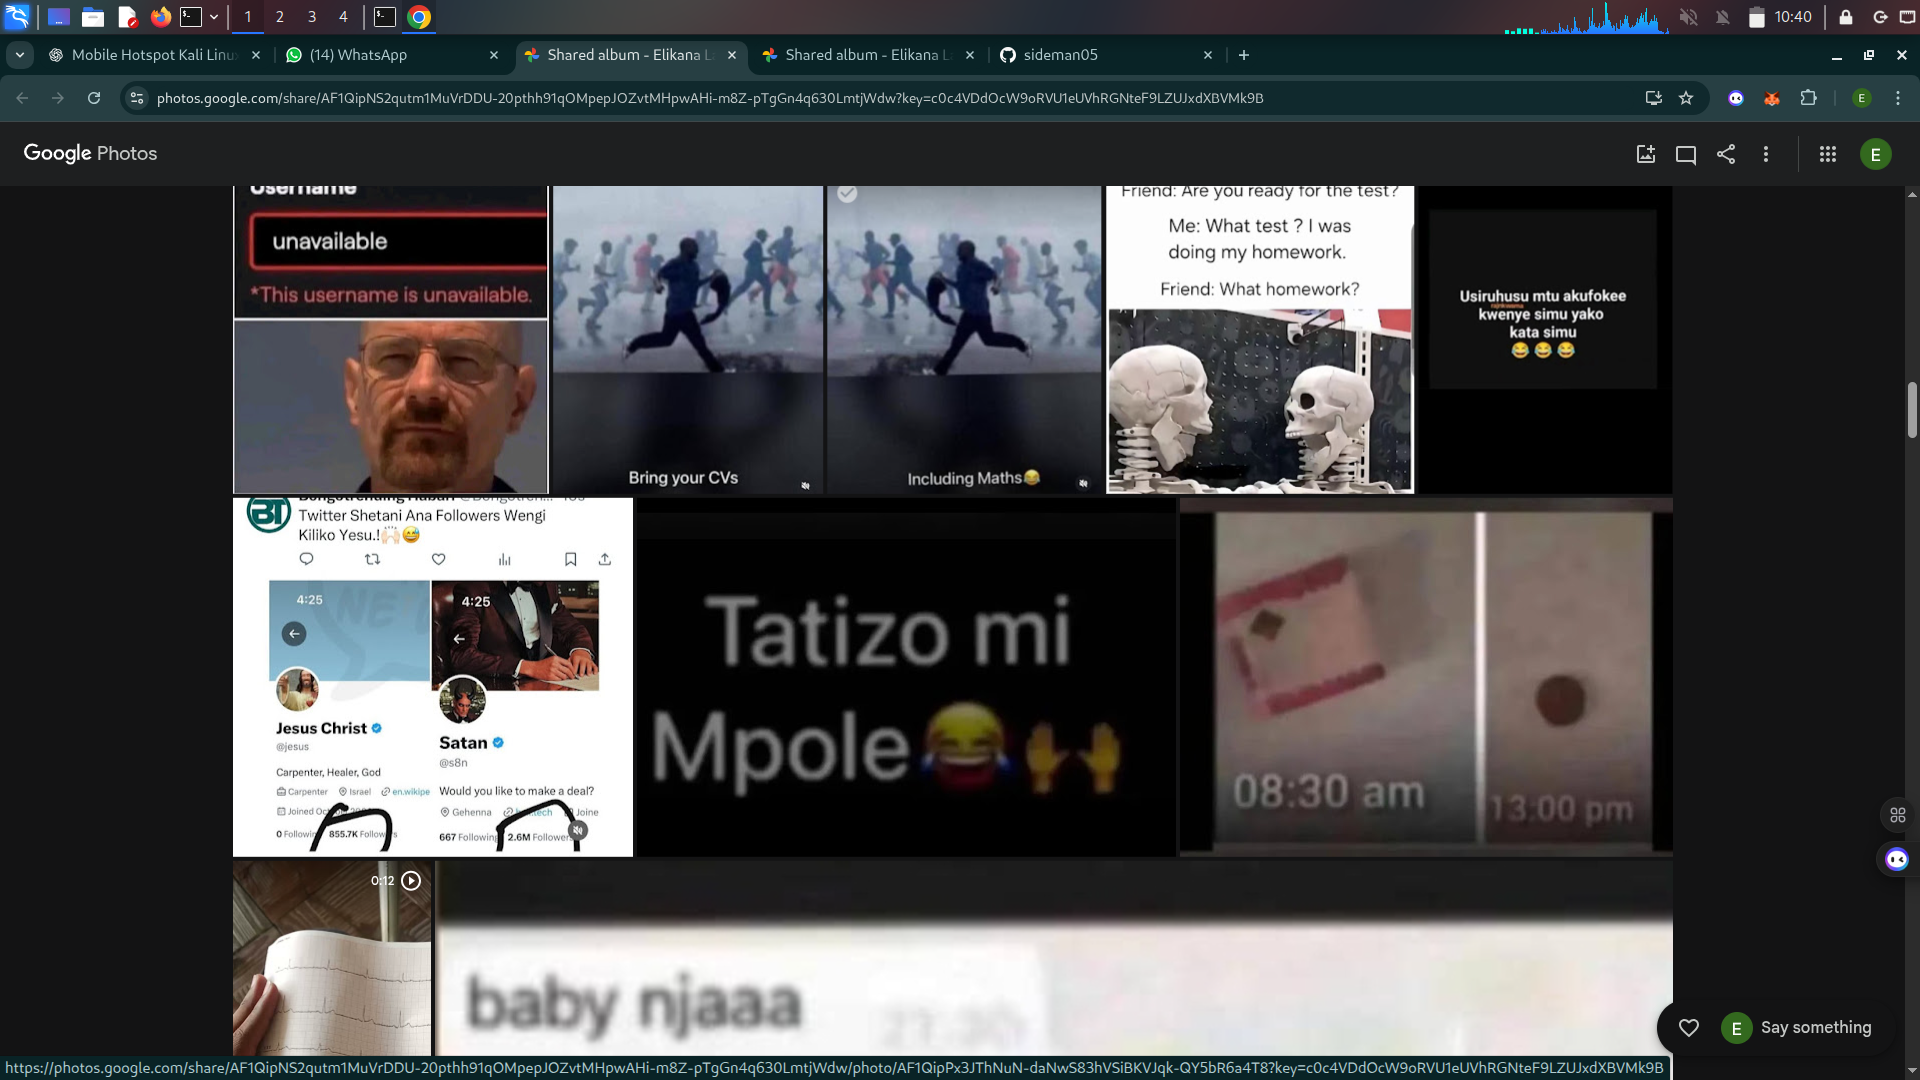 1 2 3 4
10:40
Mobile Hotspot Kali Linux
(14) WhatsApp
Shared album - Elikana La
Shared album - Elikana L
sideman05
photos.google.com/share/AF1QipNS2qutm1MuVrDDU-20pthh91qOMpepJOZvtMHpwAHi-m8Z-pTgGn4q630LmtjWdw?key=c0c4VDdOcW9oRVU1eUVhRGNteF9LZUJxdXBVMk9B
E
Google Photos
E
Username
unavailable
*This username is unavailable.
Bring your CVs
Including Maths😂
Friend: Are you ready for the test?
Me: What test ? I was
doing my homework.
Friend: What homework?
Usiruhusu mtu akufokee
kwenye simu yako
kata simu
😂 😂 😂
BT
Twitter Shetani Ana Followers Wengi
Kiliko Yesu.!🙌🏻😅
4:25
Jesus Christ
@jesus
Carpenter, Healer, God
Carpenter Israel en.wikipe
Joined
0 Following 855.7K Followers
4:25
Satan
@s8n
Would you like to make a deal?
Gehenna Joine
667 Following 2.6M Followers
Tatizo mi
Mpole😂🙌
08:30 am
13:00 pm
0:12
baby njaaa
E
Say something
https://photos.google.com/share/AF1QipNS2qutm1MuVrDDU-20pthh91qOMpepJOZvtMHpwAHi-m8Z-pTgGn4q630LmtjWdw/photo/AF1QipPx3JThNuN-daNwS83hVSiBKVJqk-QY5bR6a4T8?key=c0c4VDdOcW9oRVU1eUVhRGNteF9LZUJxdXBVMk9B